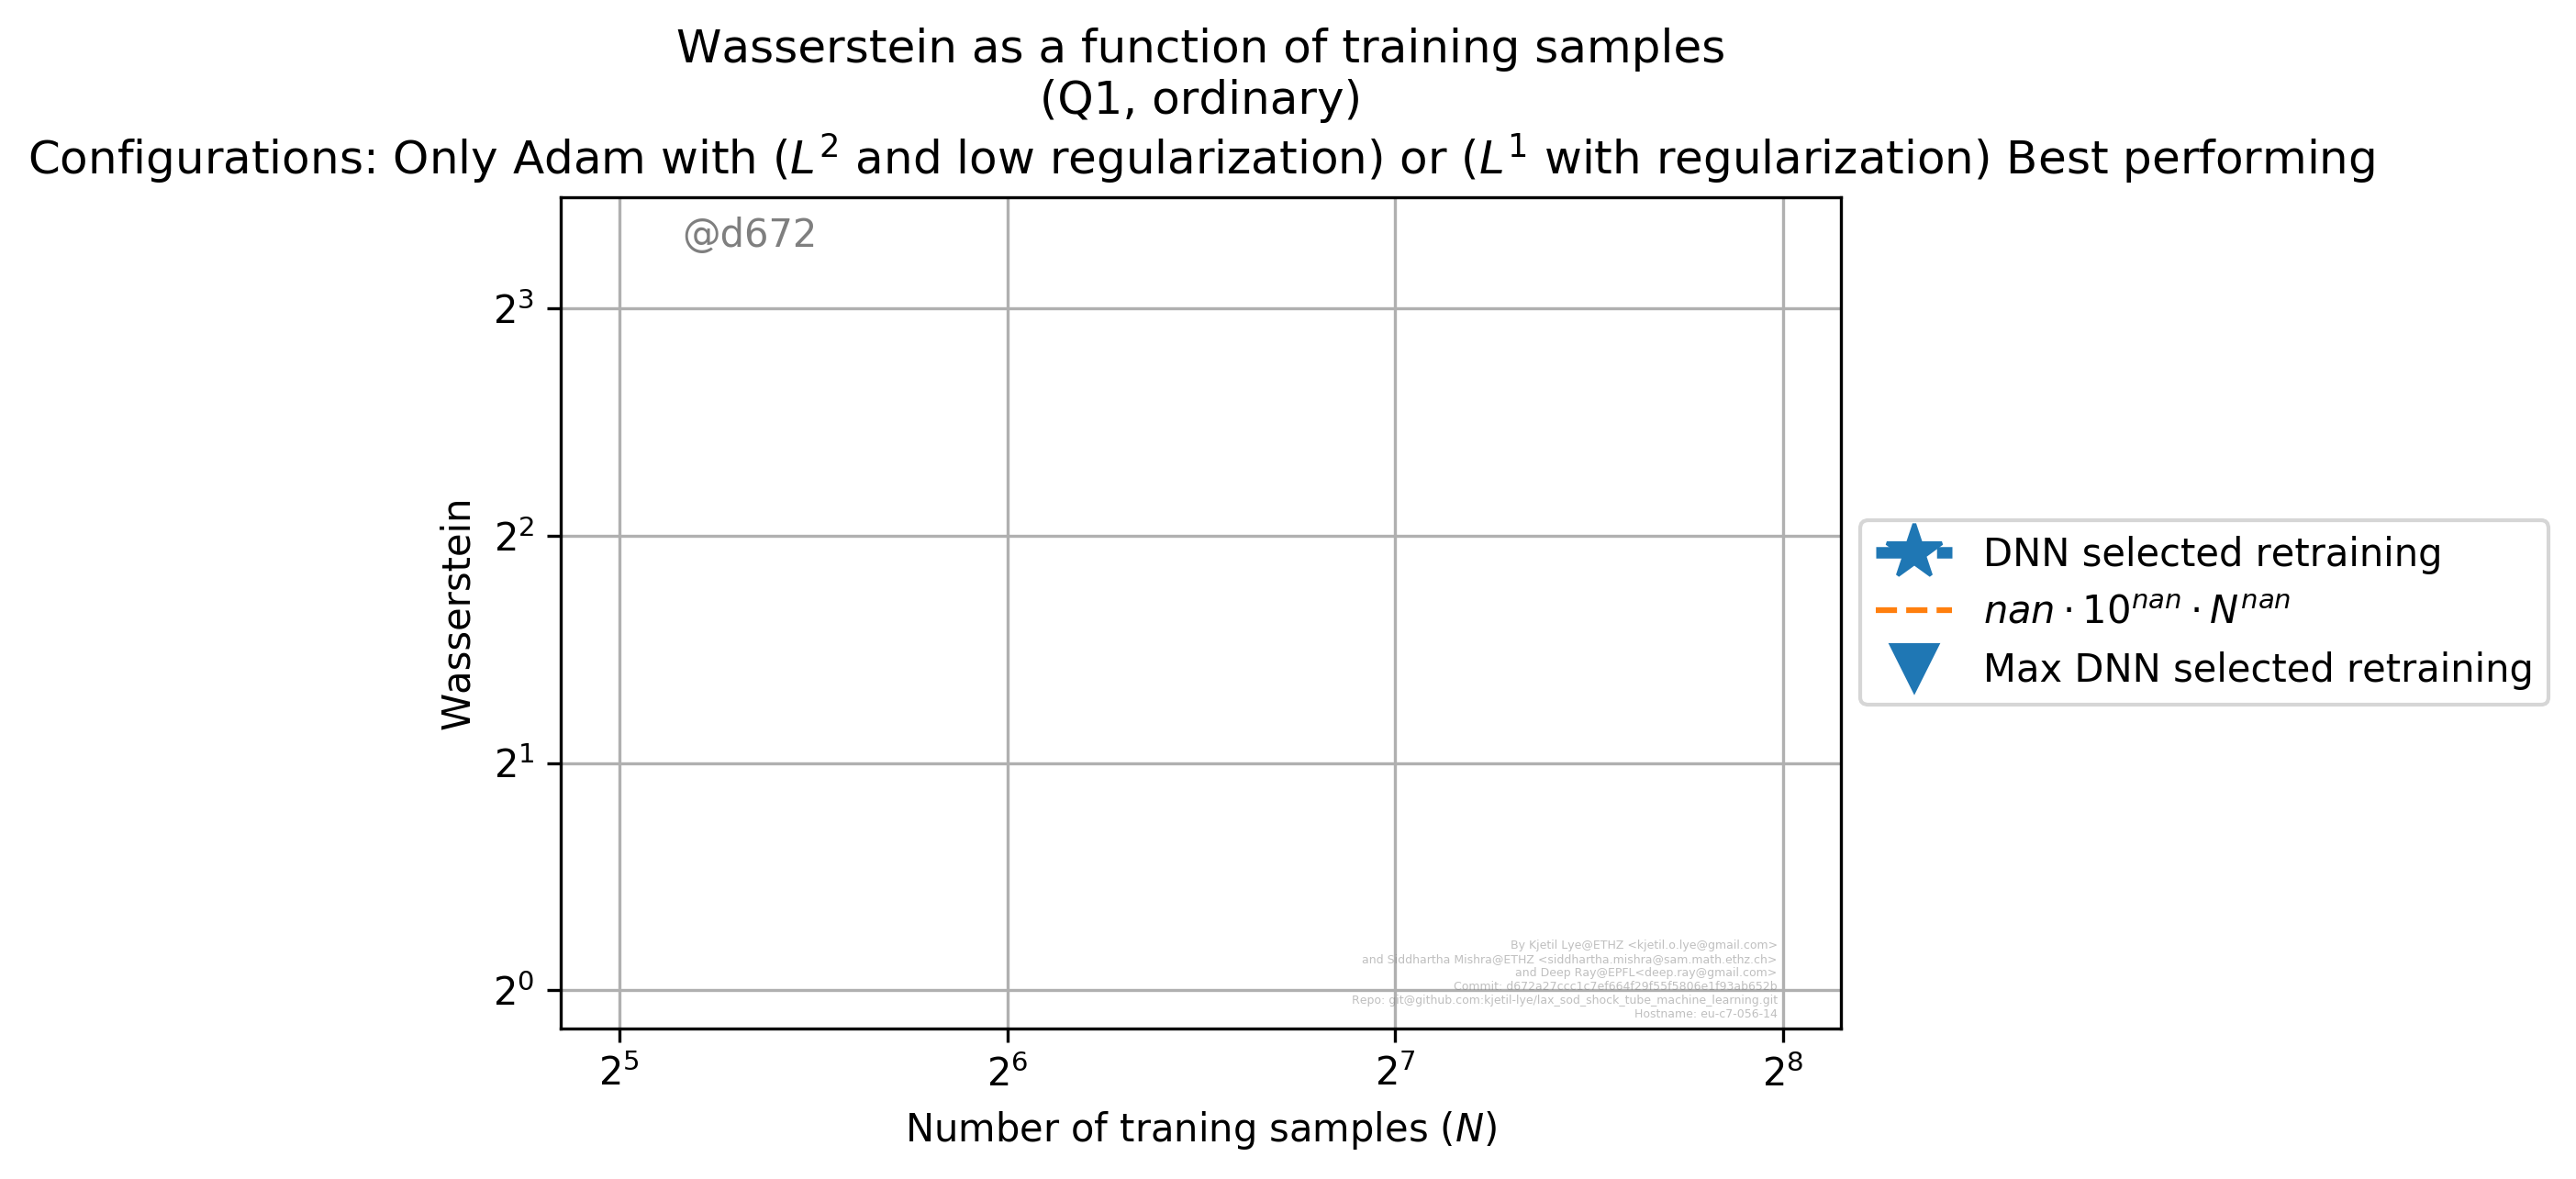 Wasserstein as a function of training samples
(Q1, ordinary)
Configurations: Only Adam with (L² and low regularization) or (L¹ with regularization) Best performing
@d672
2³
2²
2¹
2⁰
Wasserstein
By Kjetil Lye@ETHZ <kjetil.o.lye@gmail.com>
and Siddhartha Mishra@ETHZ <siddhartha.mishra@sam.math.ethz.ch>
and Deep Ray@EPFL<deep.ray@gmail.com>
Commit: d672a27ccc1c7ef664f29f55f5806e1f93ab652b
Repo: git@github.com:kjetil-lye/lax_sod_shock_tube_machine_learning.git
Hostname: eu-c7-056-14
2⁵ 2⁶ 2⁷ 2⁸
Number of traning samples (N)
DNN selected retraining
nan · 10ⁿᵃⁿ · Nⁿᵃⁿ
Max DNN selected retraining